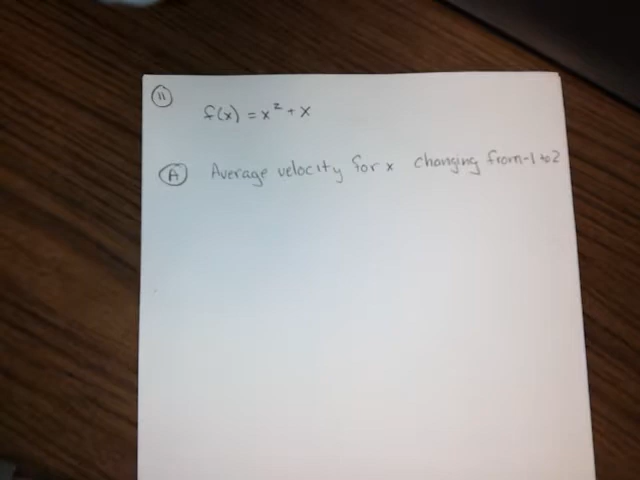 11
f(x) = x² + x
A Average velocity for x changing from -1 to 2